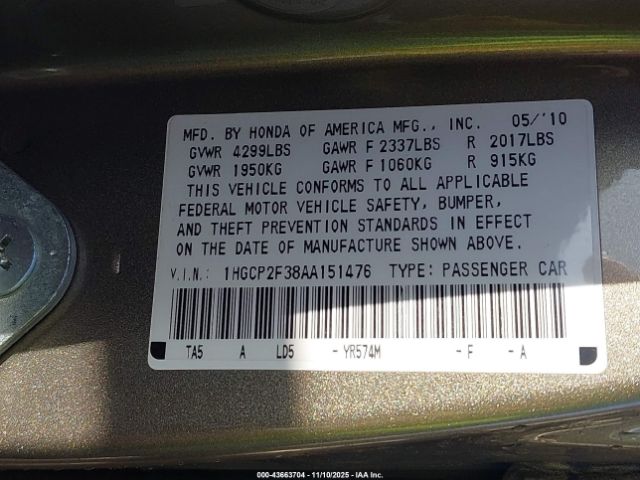 MFD. BY HONDA OF AMERICA MFG., INC. 05/'10
GVWR 4299LBS GAWR F 2337LBS R 2017LBS
GVWR 1950KG GAWR F 1060KG R 915KG
THIS VEHICLE CONFORMS TO ALL APPLICABLE
FEDERAL MOTOR VEHICLE SAFETY, BUMPER,
AND THEFT PREVENTION STANDARDS IN EFFECT
ON THE DATE OF MANUFACTURE SHOWN ABOVE.
V.I.N.: 1HGCP2F38AA151476 TYPE: PASSENGER CAR
TA5 A LD5 - YR574M - F - A
000-43663704 - 11/10/2025 - IAA Inc.